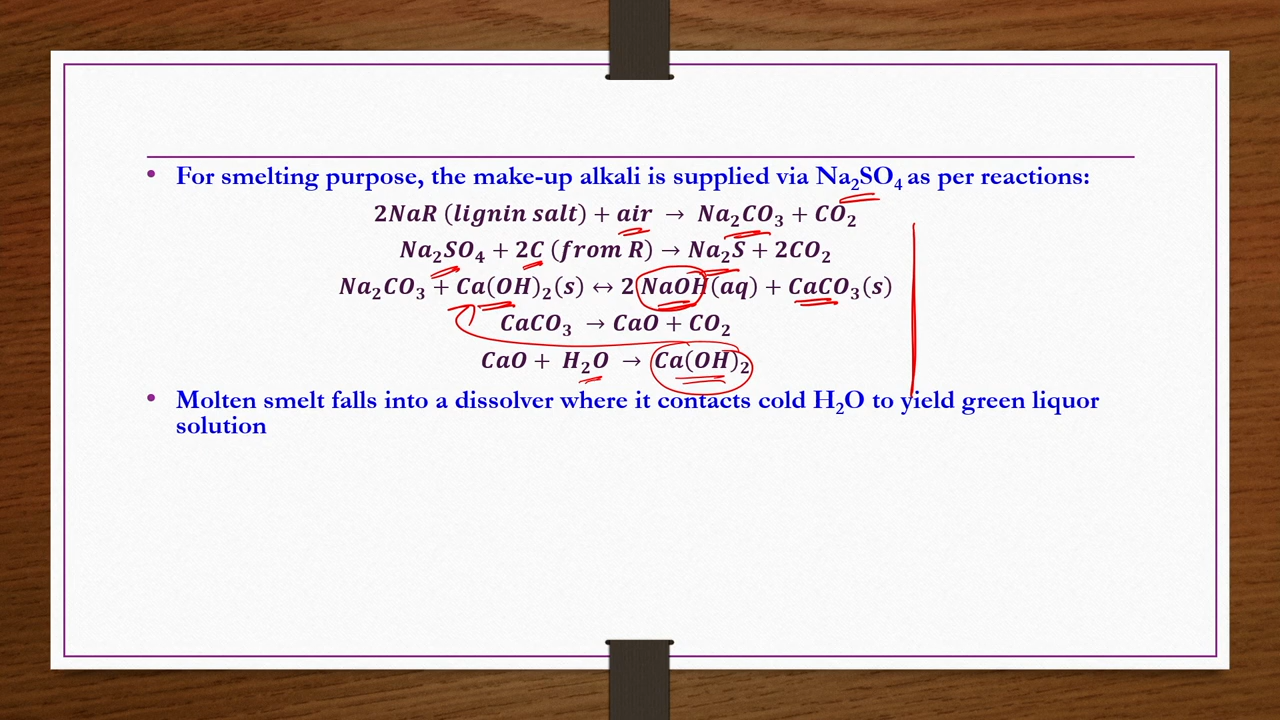 • For smelting purpose, the make-up alkali is supplied via Na₂SO₄ as per reactions:
2NaR (lignin salt) + air → Na₂CO₃ + CO₂
Na₂SO₄ + 2C (from R) → Na₂S + 2CO₂
Na₂CO₃ + Ca(OH)₂(s) ↔ 2 NaOH(aq) + CaCO₃(s)
CaCO₃ → CaO + CO₂
CaO + H₂O → Ca(OH)₂
• Molten smelt falls into a dissolver where it contacts cold H₂O to yield green liquor
solution